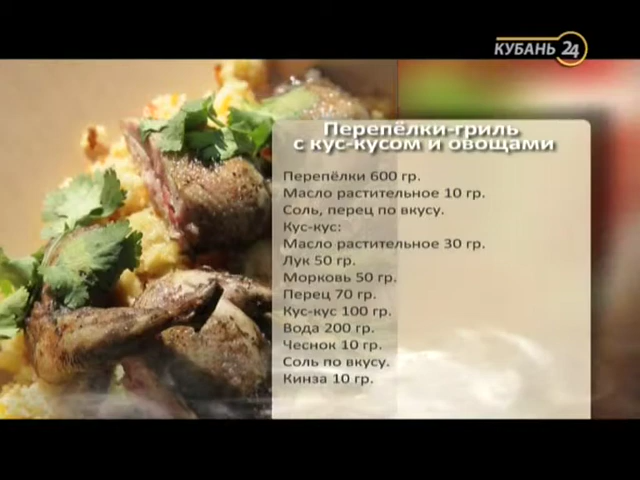 КУБАНЬ 24
Перепёлки-гриль
с кус-кусом и овощами
Перепёлки 600 гр.
Масло растительное 10 гр.
Соль, перец по вкусу.
Кус-кус:
Масло растительное 30 гр.
Лук 50 гр.
Морковь 50 гр.
Перец 70 гр.
Кус-кус 100 гр.
Вода 200 гр.
Чеснок 10 гр.
Соль по вкусу.
Кинза 10 гр.